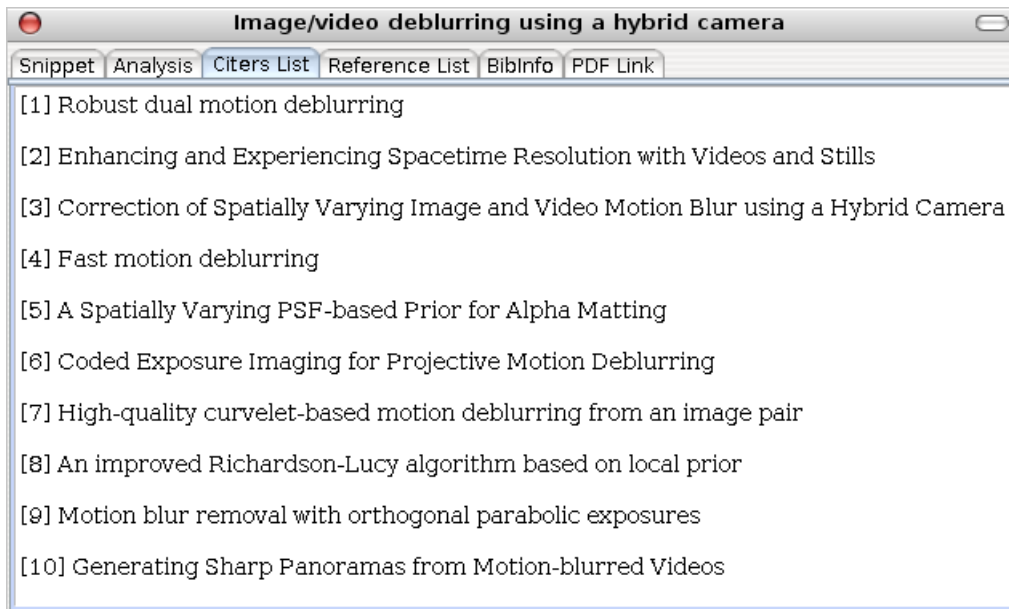 Image/video deblurring using a hybrid camera
Snippet Analysis Citers List Reference List BibInfo PDF Link
[1] Robust dual motion deblurring
[2] Enhancing and Experiencing Spacetime Resolution with Videos and Stills
[3] Correction of Spatially Varying Image and Video Motion Blur using a Hybrid Camera
[4] Fast motion deblurring
[5] A Spatially Varying PSF-based Prior for Alpha Matting
[6] Coded Exposure Imaging for Projective Motion Deblurring
[7] High-quality curvelet-based motion deblurring from an image pair
[8] An improved Richardson-Lucy algorithm based on local prior
[9] Motion blur removal with orthogonal parabolic exposures
[10] Generating Sharp Panoramas from Motion-blurred Videos